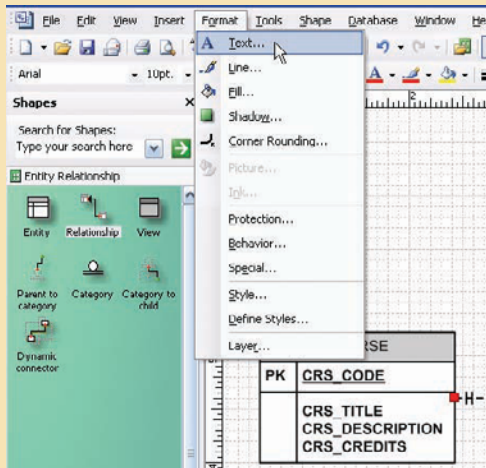 File Edit View Insert Format Tools Shape Database Window He
Arial 10pt.
A Text...
Line...
Fill...
Shadow...
Corner Rounding...
Picture...
Ink...
Protection...
Behavior...
Special...
Style...
Define Styles...
Layer...
Shapes
Search for Shapes:
Type your search here
Entity Relationship
Entity Relationship View
Parent to category
Category
Category to child
Dynamic connector
2
RSE
PK CRS_CODE
CRS_TITLE
CRS_DESCRIPTION
CRS_CREDITS
H